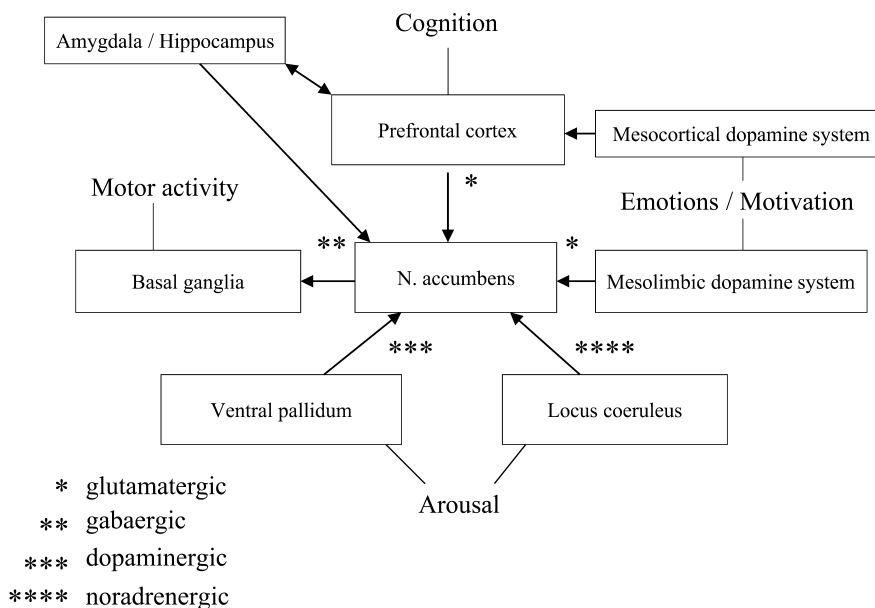 Cognition
Amygdala / Hippocampus
Prefrontal cortex
Mesocortical dopamine system
*
Motor activity
Emotions / Motivation
**
*
Basal ganglia
N. accumbens
Mesolimbic dopamine system
***
****
Ventral pallidum
Locus coeruleus
Arousal
* glutamatergic
** gabaergic
*** dopaminergic
**** noradrenergic